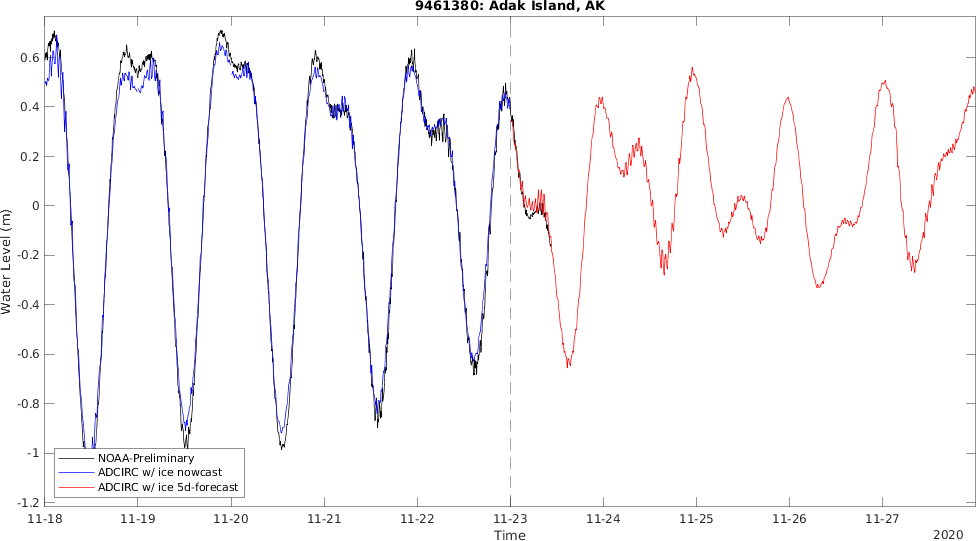 9461380: Adak Island, AK
Water Level (m)
0.6
0.4
0.2
0
-0.2
-0.4
-0.6
-0.8
-1
-1.2
NOAA-Preliminary
ADCIRC w/ ice nowcast
ADCIRC w/ ice 5d-forecast
11-18 11-19 11-20 11-21 11-22 11-23 11-24 11-25 11-26 11-27
Time
2020